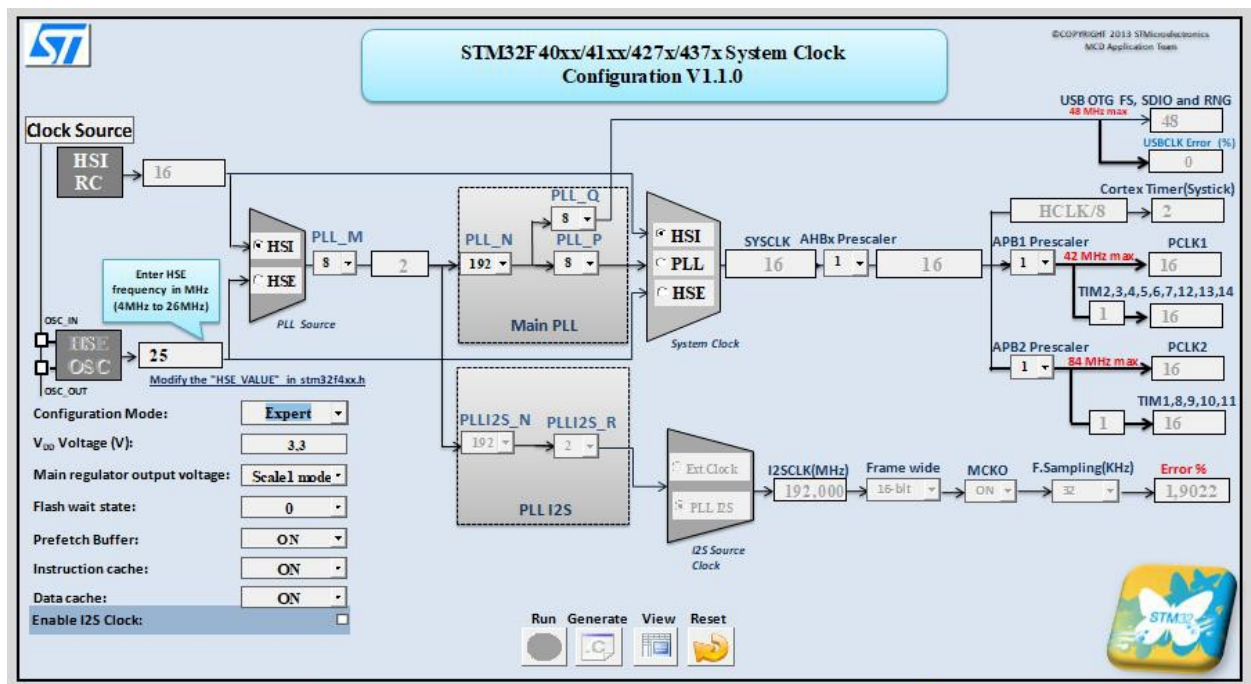 ST
STM32F40xx/41xx/427x/437x System Clock
Configuration V1.1.0
©COPYRIGHT 2013 STMicroelectronics
MCD Application Team
USB OTG FS, SDIO and RNG
48 MHz max
48
USBCLK Error (%)
0
Clock Source
HSI
RC
16
Cortex Timer(Systick)
HCLK/8
2
PLL_Q
8
PLL_M
HSI
HSE
8
2
PLL Source
PLL_N
PLL_P
192
8
Main PLL
HSI
PLL
HSE
System Clock
SYSCLK
AHBx Prescaler
16
1
16
APB1 Prescaler
PCLK1
1
42 MHz max
16
TIM2,3,4,5,6,7,12,13,14
1
16
APB2 Prescaler
PCLK2
1
84 MHz max
16
TIM1,8,9,10,11
1
16
Enter HSE
frequency in MHz
(4MHz to 26MHz)
OSC_IN
HSE
OSC
OSC_OUT
25
Modify the "HSE_VALUE" in stm32f4xx.h
Configuration Mode:
Expert
VDD Voltage (V):
3,3
Main regulator output voltage:
Scale1 mode
Flash wait state:
0
Prefetch Buffer:
ON
Instruction cache:
ON
Data cache:
ON
Enable I2S Clock:
PLLI2S_N
PLLI2S_R
192
2
PLL I2S
Ext Clock
PLL I2S
I2S Source
Clock
I2SCLK(MHz)
Frame wide
MCKO
F.Sampling(KHz)
Error %
192,000
16-bit
ON
32
1,9022
Run
Generate
View
Reset
.C
STM32